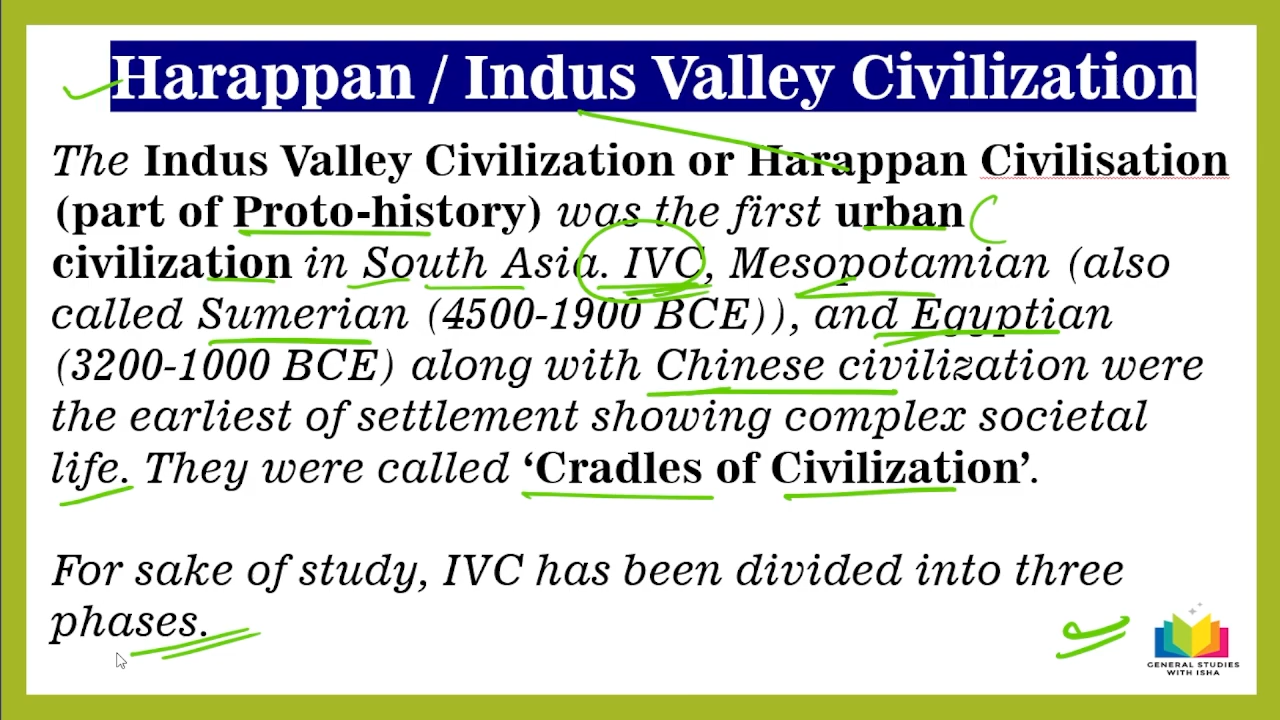 Harappan / Indus Valley Civilization
The Indus Valley Civilization or Harappan Civilisation
(part of Proto-history) was the first urban
civilization in South Asia. IVC, Mesopotamian (also
called Sumerian (4500-1900 BCE)), and Egyptian
(3200-1000 BCE) along with Chinese civilization were
the earliest of settlement showing complex societal
life. They were called ‘Cradles of Civilization’.
For sake of study, IVC has been divided into three
phases.
GENERAL STUDIES
WITH ISHA